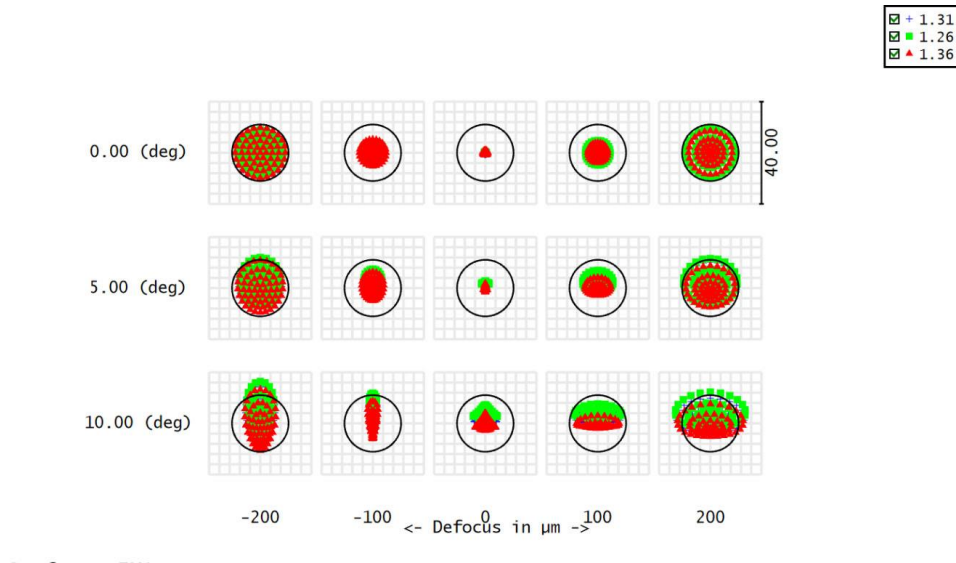 + 1.31
1.26
1.36
0.00 (deg)
40.00
5.00 (deg)
10.00 (deg)
-200 -100 0 100 200
<- Defocus in µm ->